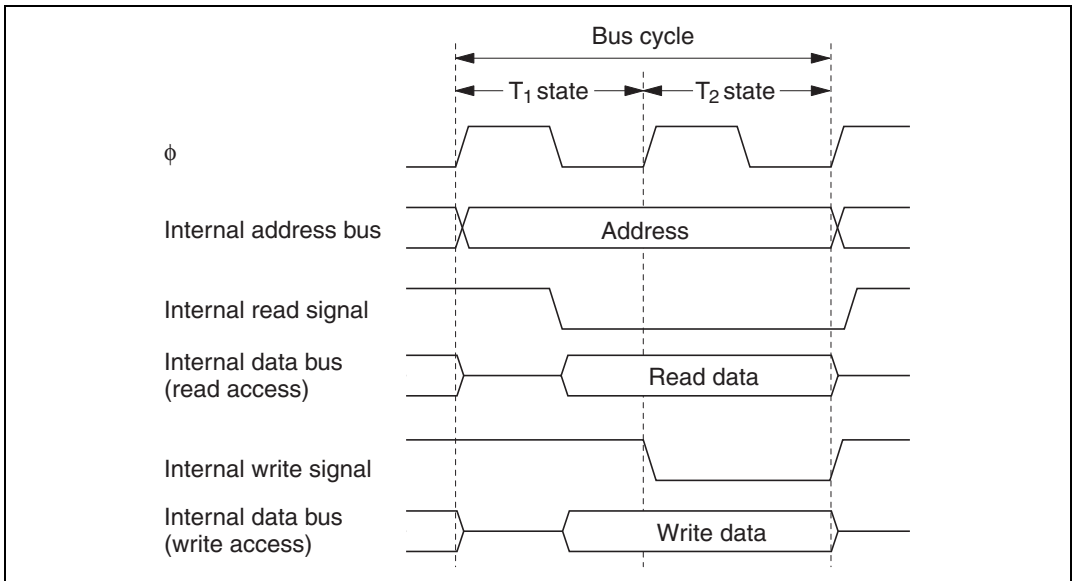 Bus cycle
T1 state
T2 state
ϕ
Internal address bus
Address
Internal read signal
Internal data bus
(read access)
Read data
Internal write signal
Internal data bus
(write access)
Write data